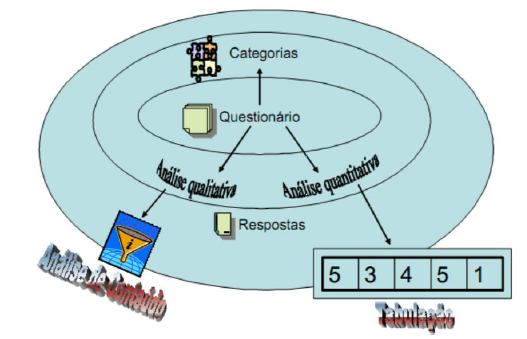 Categorias
Questionário
Análise qualitativa
Análise quantitativa
Respostas
Análise de Conteúdo
5 3 4 5 1
Tabulação